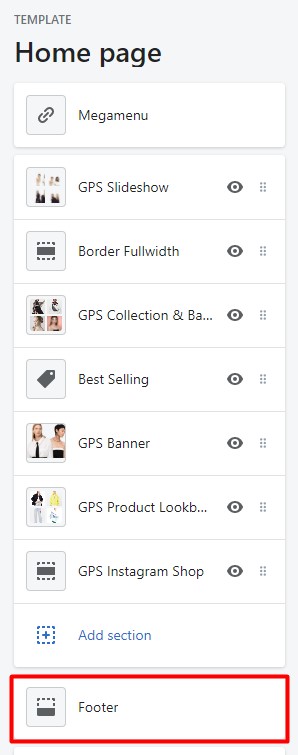 TEMPLATE
Home page
Megamenu
GPS Slideshow
Border Fullwidth
GPS Collection & Ba...
Best Selling
GPS Banner
GPS Product Lookb...
GPS Instagram Shop
Add section
Footer